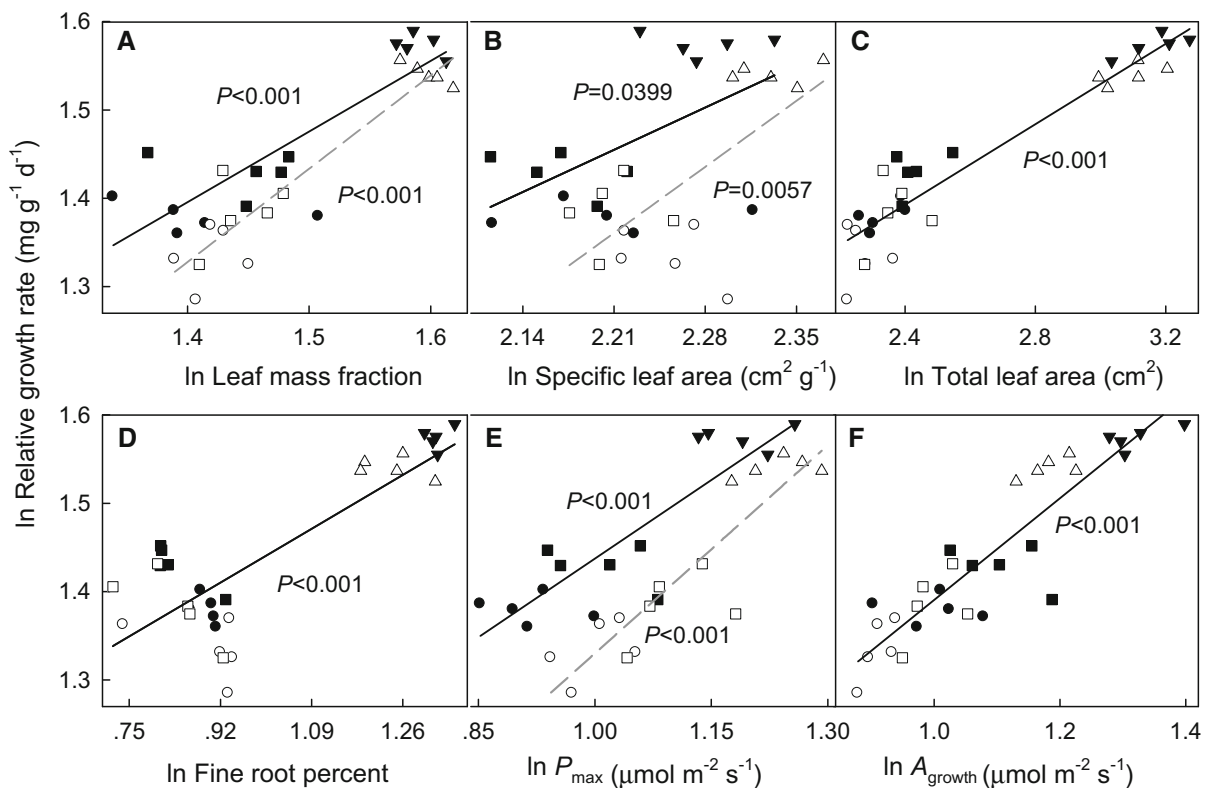 ln Relative growth rate (mg g⁻¹ d⁻¹)
A
B
C
1.6
1.5
1.4
1.3
P<0.001
P<0.001
P=0.0399
P=0.0057
P<0.001
1.4 1.5 1.6
2.14 2.21 2.28 2.35
2.4 3.0 3.2
ln Leaf mass fraction
ln Specific leaf area (cm² g⁻¹)
ln Total leaf area (cm²)
D
E
F
1.6
1.5
1.4
1.3
P<0.001
P<0.001
P<0.001
P<0.001
.75 .92 1.09 1.26
.85 1.00 1.15 1.30
1.0 1.2 1.4
ln Fine root percent
ln Pmax (μmol m⁻² s⁻¹)
ln Agrowth (μmol m⁻² s⁻¹)